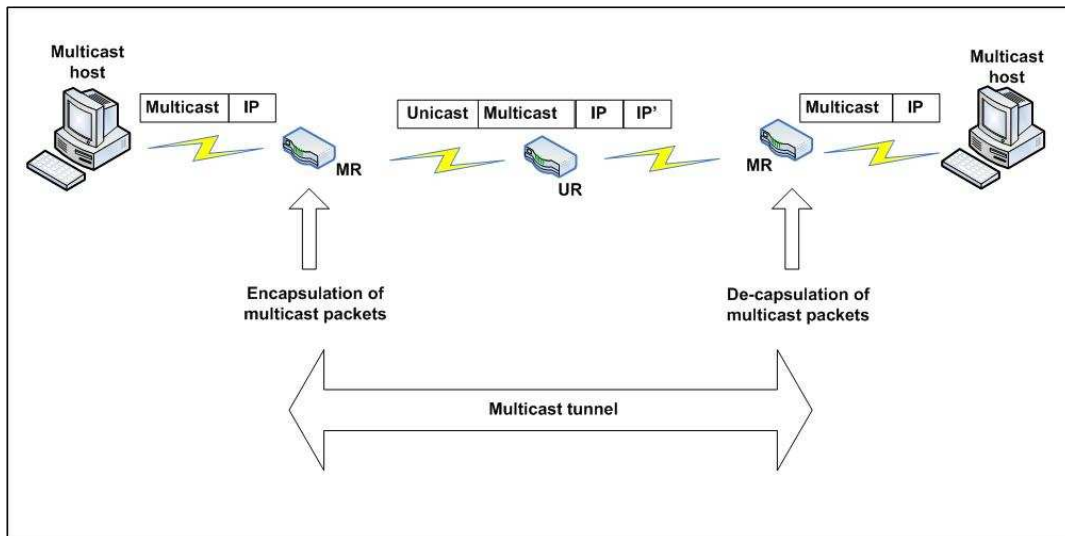 Multicast
host
Multicast IP
Unicast Multicast IP IP'
Multicast IP
Multicast
host
MR
UR
MR
Encapsulation of
multicast packets
De-capsulation of
multicast packets
Multicast tunnel